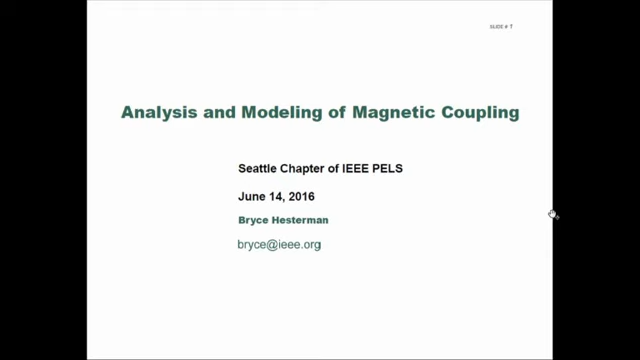 SLIDE # 1
Analysis and Modeling of Magnetic Coupling
Seattle Chapter of IEEE PELS
June 14, 2016
Bryce Hesterman
bryce@ieee.org